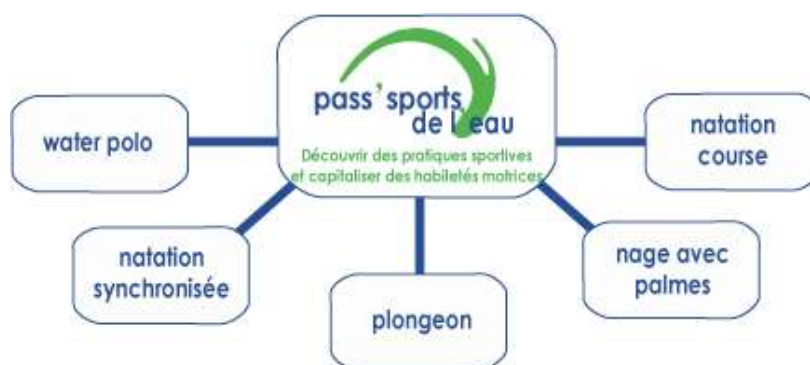 pass'sports
de l'eau
Découvrir des pratiques sportives
et capitaliser des habiletés motrices
water polo
natation
course
natation
synchronisée
nage avec
palmes
plongeon